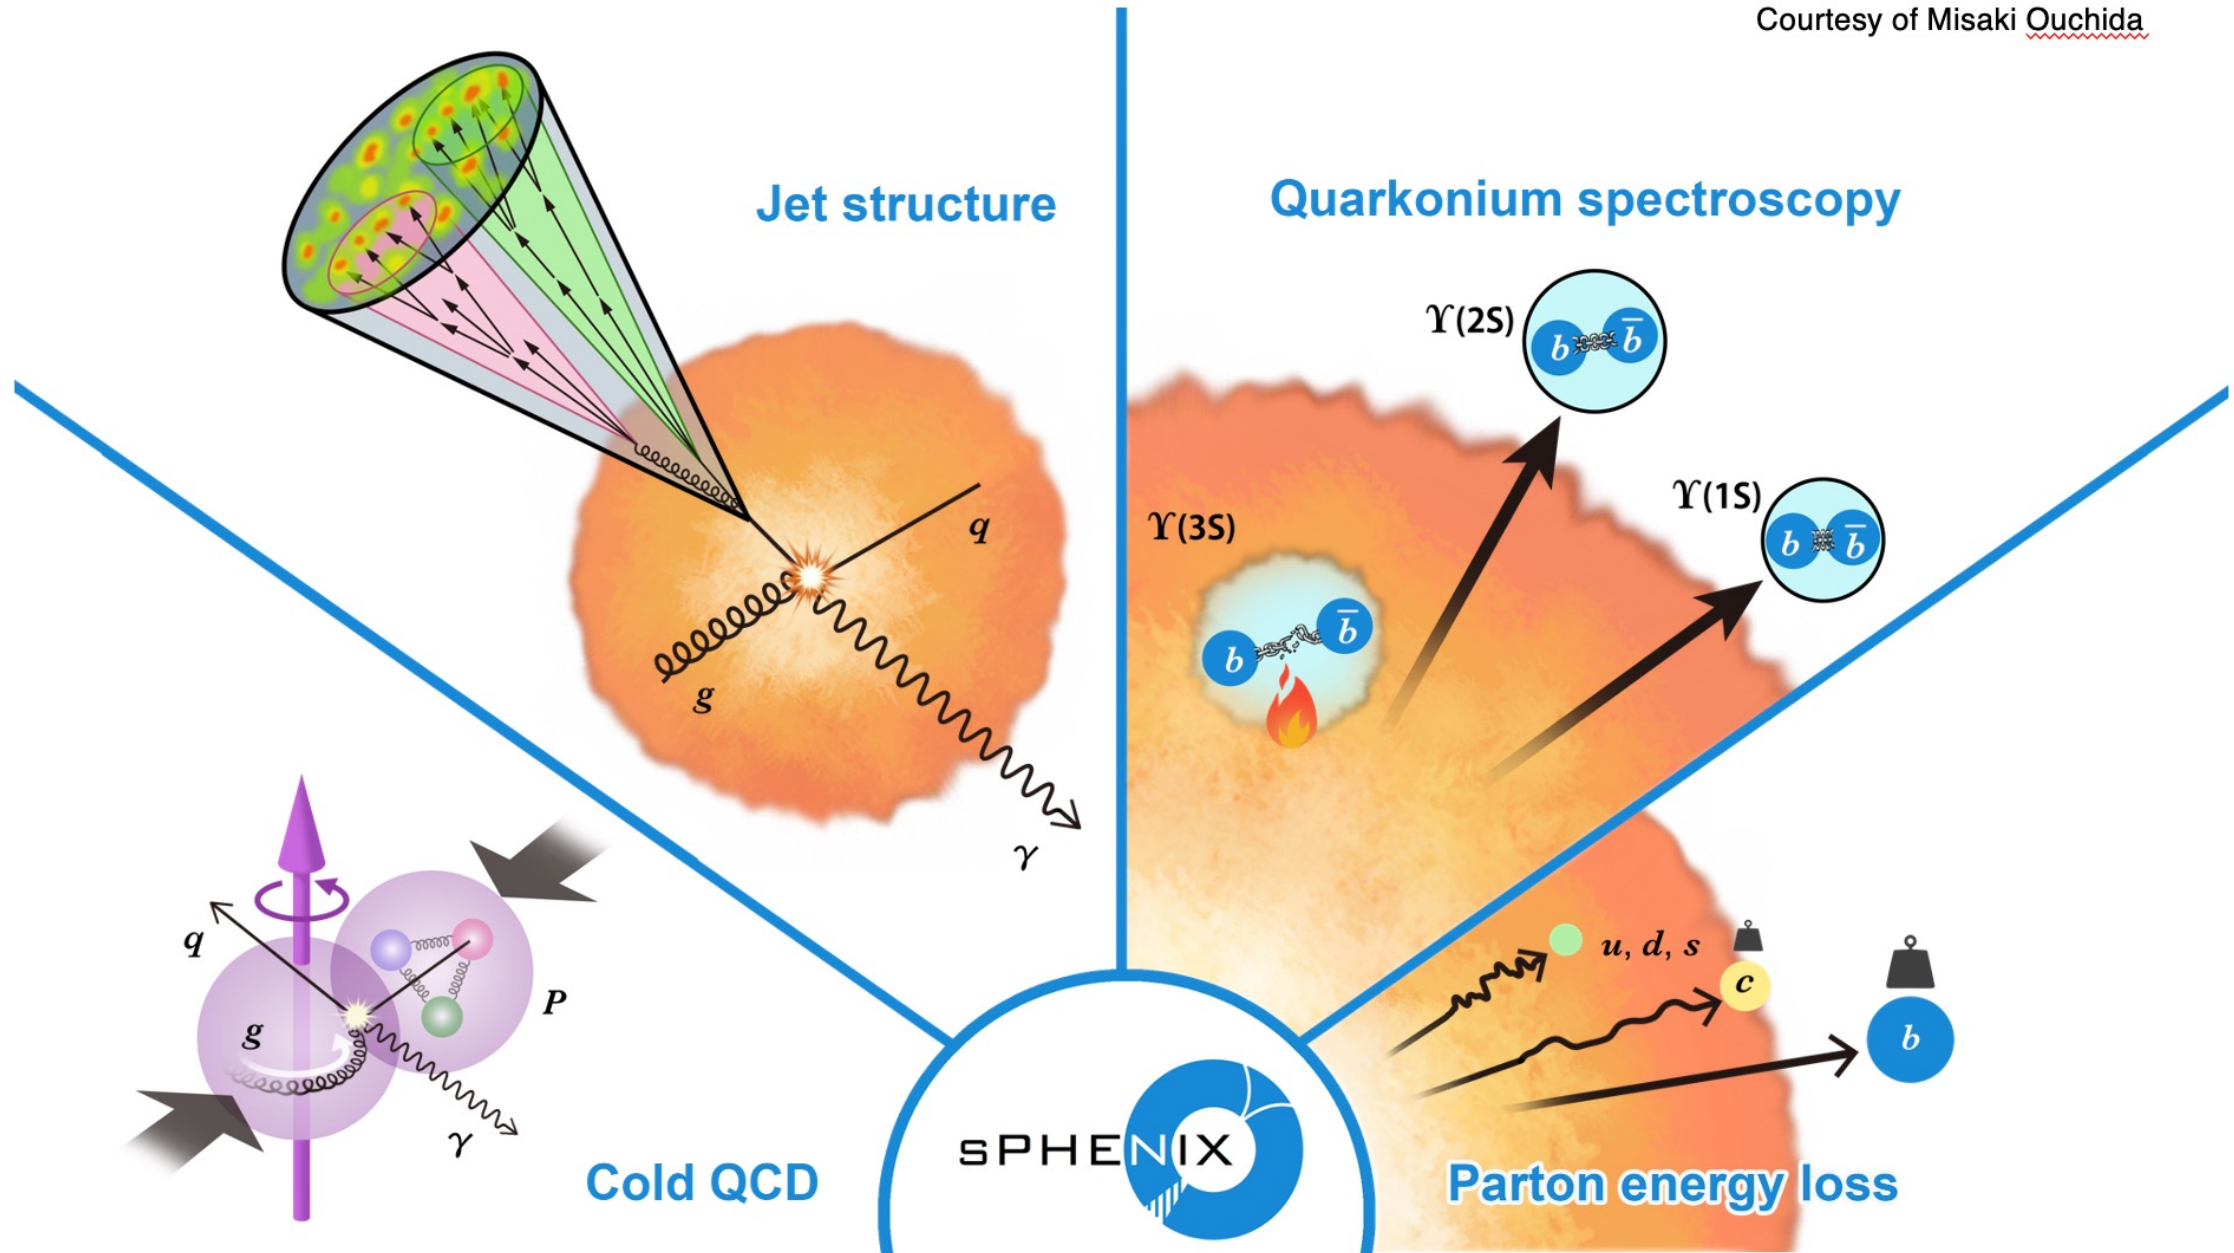 Courtesy of Misaki Ouchida
Jet structure
q
g
γ
Quarkonium spectroscopy
ϒ(2S)
b b̅
ϒ(1S)
b b̅
ϒ(3S)
b b̅
q
g
P
γ
Cold QCD
sPHENIX
u, d, s
c
b
Parton energy loss